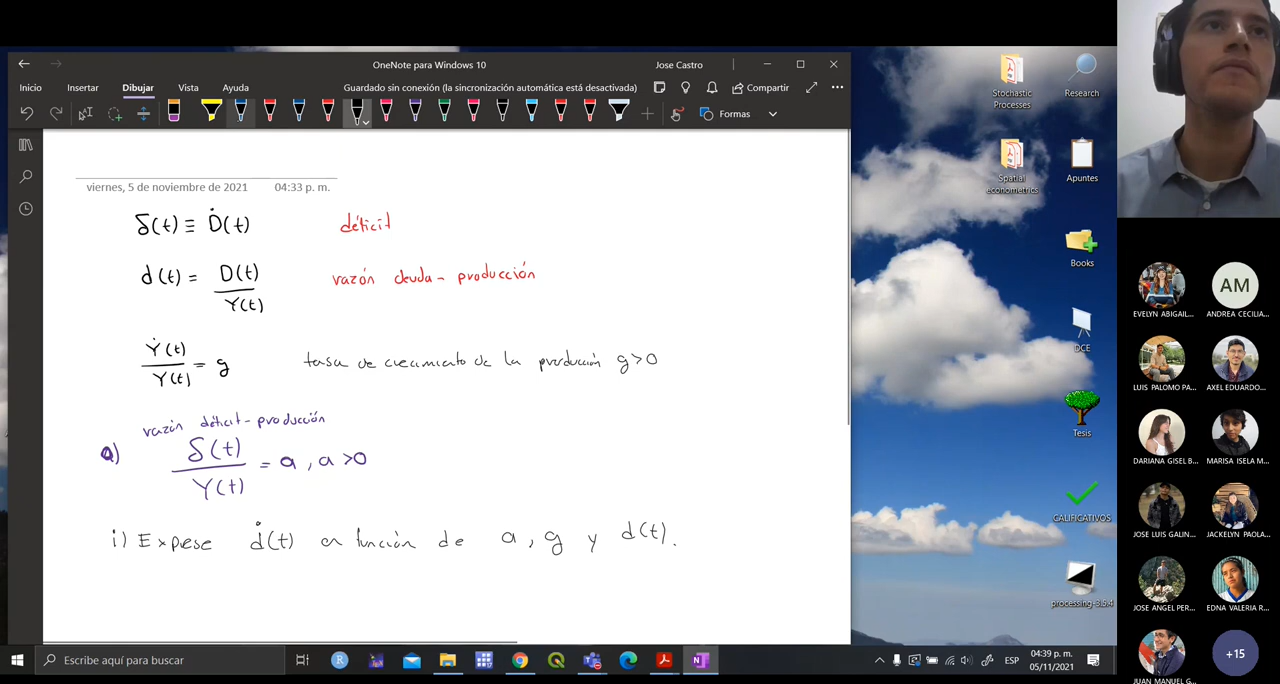 OneNote para Windows 10
Jose Castro
Inicio
Insertar
Dibujar
Vista
Ayuda
Guardado sin conexión (la sincronización automática está desactivada)
Compartir
Formas
viernes, 5 de noviembre de 2021 04:33 p. m.
δ(t) ≡ Ḋ(t) déficit
d(t) = D(t)/Y(t) razón deuda - producción
Ẏ(t)/Y(t) = g tasa de crecimiento de la producción g>0
razón déficit - producción
a) δ(t)/Y(t) = a, a>0
i) Exprese ḋ(t) en función de a, g y d(t).
Stochastic Processes
Research
Spatial econometrics
Apuntes
Books
DCE
Tesis
CALIFICATIVOS
processing-3.5.4
AM
EVELYN ABIGAIL...
ANDREA CECILIA...
LUIS PALOMO PA...
AXEL EDUARDO...
DARIANA GISEL B...
MARISA ISELA M...
JOSE LUIS GALIN...
JACKELYN PAOLA...
JOSE ANGEL PER...
EDNA VALERIA R...
JUAN MANUEL G...
+15
Escribe aquí para buscar
ESP
04:39 p. m.
05/11/2021